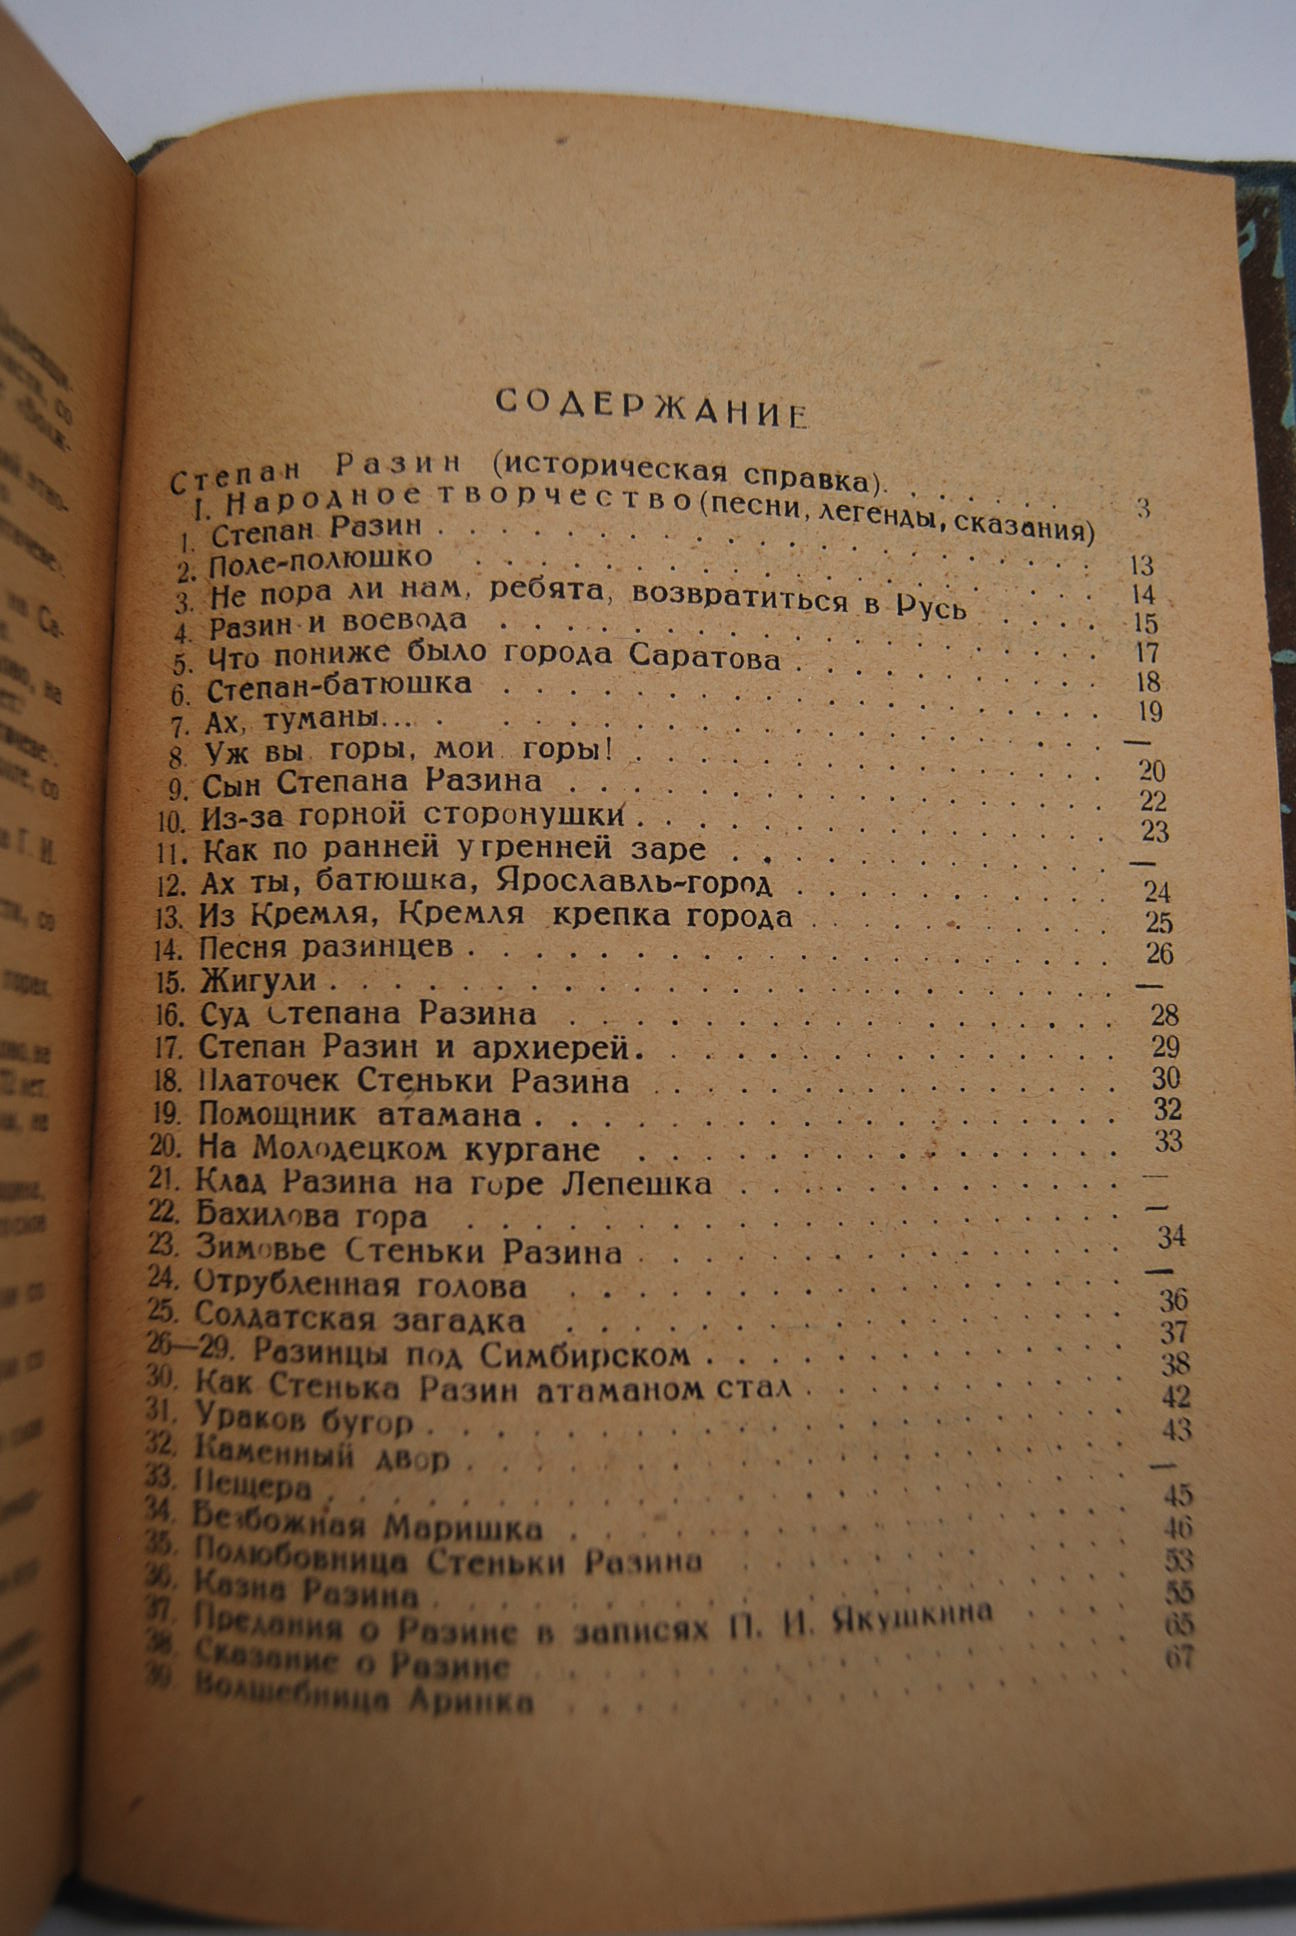 СОДЕРЖАНИЕ
Степан Разин (историческая справка). . . . . . . 3
I. Народное творчество (песни, легенды, сказания)
1. Степан Разин . . . . . . . 13
2. Поле-полюшко . . . . . . . 14
3. Не пора ли нам, ребята, возвратиться в Русь . . . . 15
4. Разин и воевода . . . . . . . 17
5. Что пониже было города Саратова . . . . . . . 18
6. Степан-батюшка . . . . . . . 19
7. Ах, туманы... . . . . . . . —
8. Уж вы горы, мои горы! . . . . . . . 20
9. Сын Степана Разина . . . . . . . 22
10. Из-за горной сторонушки . . . . . . . 23
11. Как по ранней утренней заре . . . . . . . —
12. Ах ты, батюшка, Ярославль-город . . . . . . . 24
13. Из Кремля, Кремля крепка города . . . . . . . 25
14. Песня разинцев . . . . . . . 26
15. Жигули . . . . . . . —
16. Суд Степана Разина . . . . . . . 28
17. Степан Разин и архиерей . . . . . . . 29
18. Платочек Стеньки Разина . . . . . . . 30
19. Помощник атамана . . . . . . . 32
20. На Молодецком кургане . . . . . . . 33
21. Клад Разина на горе Лепешка . . . . . . . —
22. Бахилова гора . . . . . . . —
23. Зимовье Стеньки Разина . . . . . . . 34
24. Отрубленная голова . . . . . . . —
25. Солдатская загадка . . . . . . . 36
26—29. Разинцы под Симбирском . . . . . . . 37
30. Как Стенька Разин атаманом стал . . . . . . . 38
31. Ураков бугор . . . . . . . 42
32. Каменный двор . . . . . . . 43
33. Пещера . . . . . . . —
34. Безбожная Маришка . . . . . . . 45
35. Полюбовница Стеньки Разина . . . . . . . 46
36. Казна Разина . . . . . . . 53
37. Предания о Разине в записях П. И. Якушкина . . . . 55
38. Сказание о Разине . . . . . . . 65
39. Волшебница Аринка . . . . . . . 67